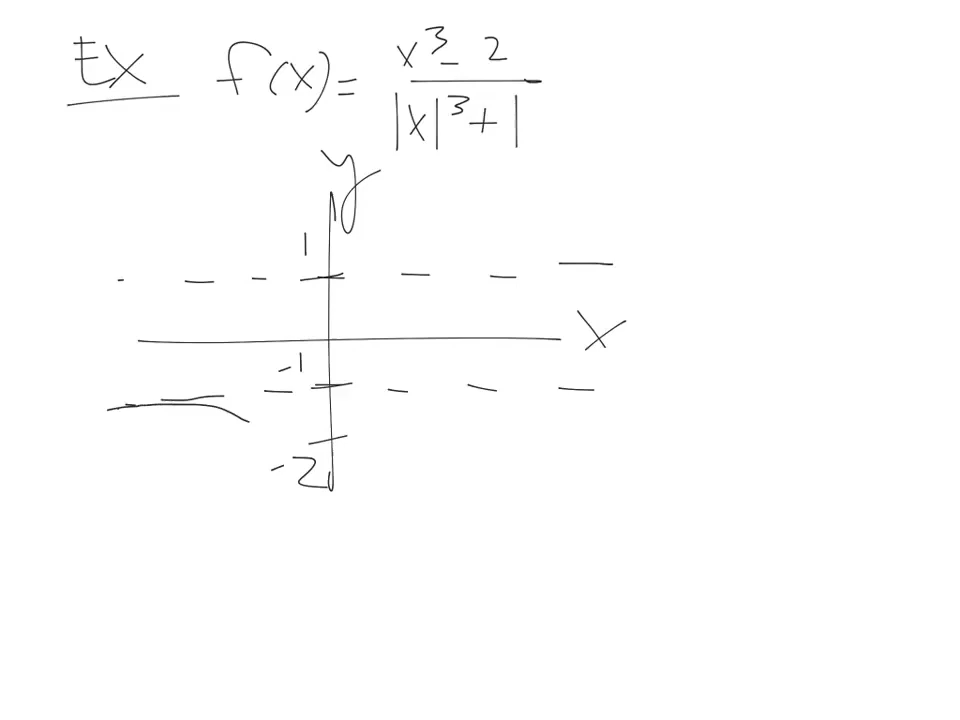 Ex f(x) = x³ - 2 / |x|³ + 1
y
1
x
-1
-2